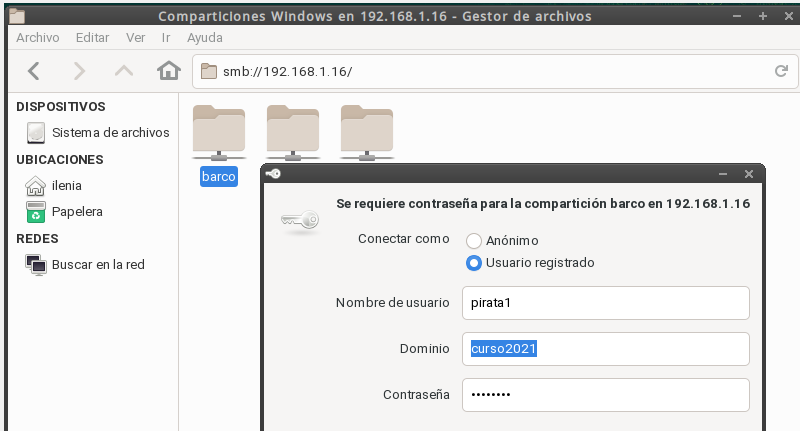 Comparticiones Windows en 192.168.1.16 - Gestor de archivos
Archivo Editar Ver Ir Ayuda
smb://192.168.1.16/
DISPOSITIVOS
Sistema de archivos
UBICACIONES
ilenia
Papelera
REDES
Buscar en la red
barco
Se requiere contraseña para la compartición barco en 192.168.1.16
Conectar como
Anónimo
Usuario registrado
Nombre de usuario pirata1
Dominio curso2021
Contraseña ••••••••